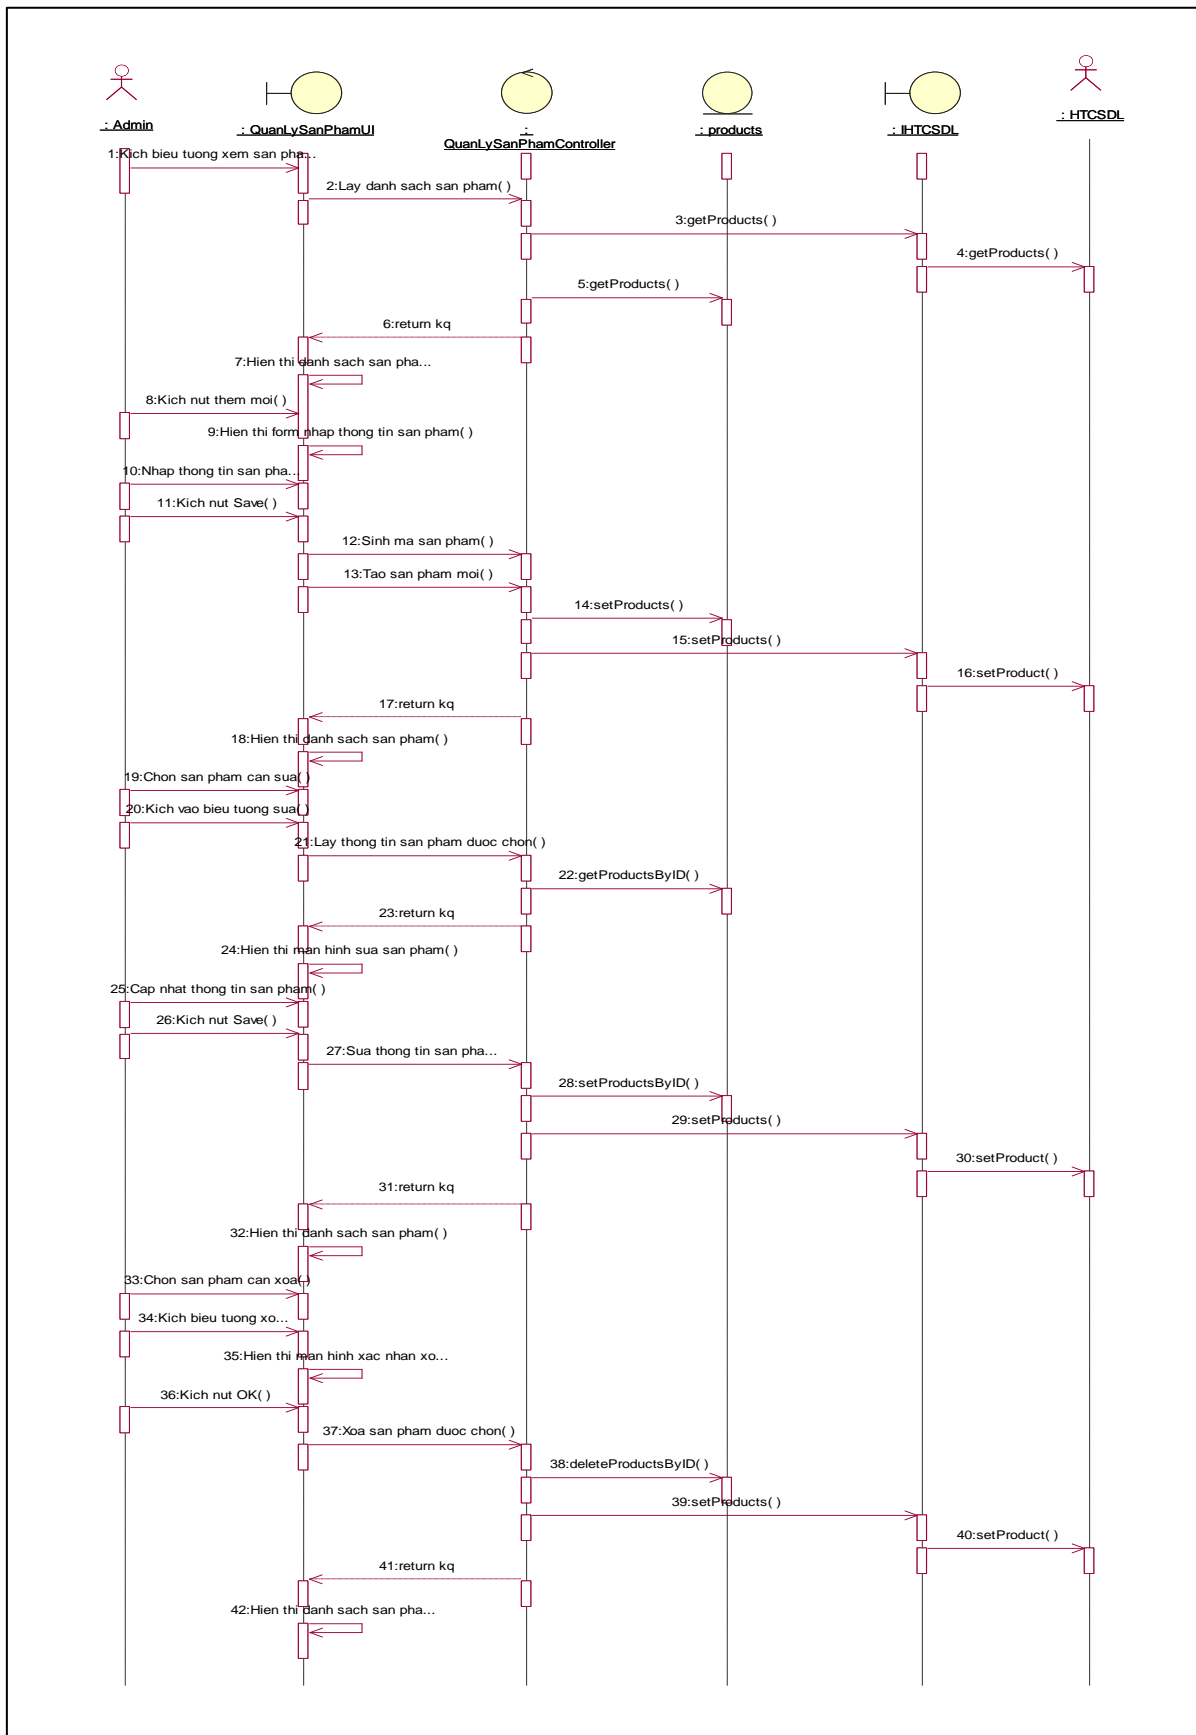 : Admin
: QuanLySanPhamUI
:
QuanLySanPhamController
: products
: IHTCSDL
: HTCSDL
1:Kich bieu tuong xem san pha...
2:Lay danh sach san pham( )
3:getProducts( )
4:getProducts( )
5:getProducts( )
6:return kq
7:Hien thi danh sach san pha...
8:Kich nut them moi( )
9:Hien thi form nhap thong tin san pham( )
10:Nhap thong tin san pha...
11:Kich nut Save( )
12:Sinh ma san pham( )
13:Tao san pham moi( )
14:setProducts( )
15:setProducts( )
16:setProduct( )
17:return kq
18:Hien thi danh sach san pham( )
19:Chon san pham can sua( )
20:Kich vao bieu tuong sua( )
21:Lay thong tin san pham duoc chon( )
22:getProductsByID( )
23:return kq
24:Hien thi man hinh sua san pham( )
25:Cap nhat thong tin san pham( )
26:Kich nut Save( )
27:Sua thong tin san pha...
28:setProductsByID( )
29:setProducts( )
30:setProduct( )
31:return kq
32:Hien thi danh sach san pham( )
33:Chon san pham can xoa( )
34:Kich bieu tuong xo...
35:Hien thi man hinh xac nhan xo...
36:Kich nut OK( )
37:Xoa san pham duoc chon( )
38:deleteProductsByID( )
39:setProducts( )
40:setProduct( )
41:return kq
42:Hien thi danh sach san pha...